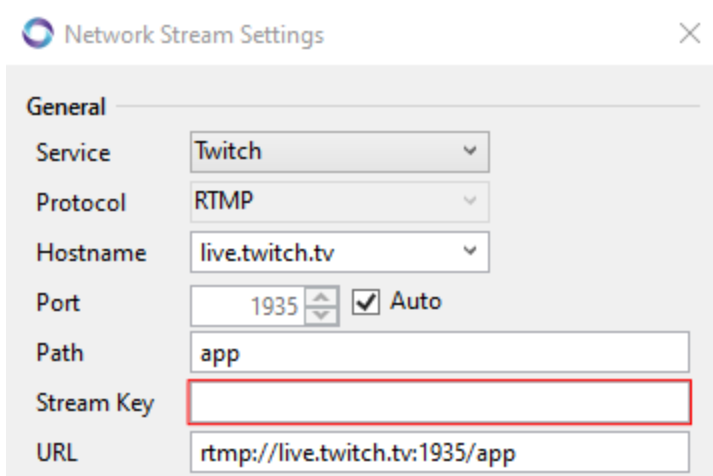 Network Stream Settings
General
Service Twitch
Protocol RTMP
Hostname live.twitch.tv
Port 1935 Auto
Path app
Stream Key
URL rtmp://live.twitch.tv:1935/app